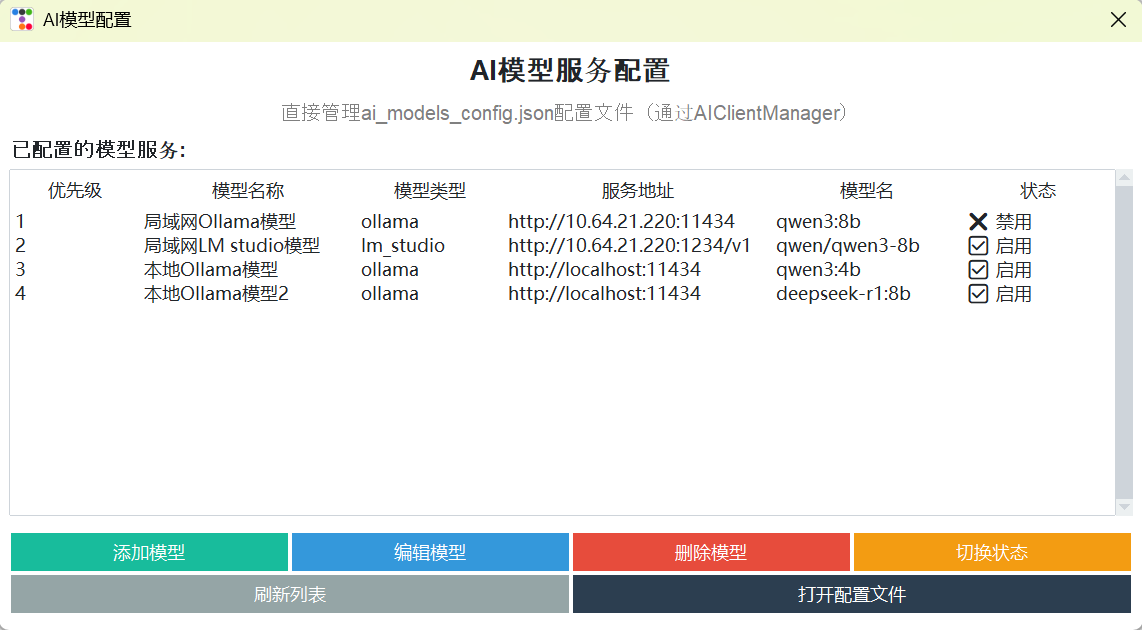 AI模型配置
AI模型服务配置
直接管理ai_models_config.json配置文件（通过AIClientManager）
已配置的模型服务:
优先级 模型名称 模型类型 服务地址 模型名 状态
1 局域网Ollama模型 ollama http://10.64.21.220:11434 qwen3:8b 禁用
2 局域网LM studio模型 lm_studio http://10.64.21.220:1234/v1 qwen/qwen3-8b 启用
3 本地Ollama模型 ollama http://localhost:11434 qwen3:4b 启用
4 本地Ollama模型2 ollama http://localhost:11434 deepseek-r1:8b 启用
添加模型 编辑模型 删除模型 切换状态
刷新列表 打开配置文件